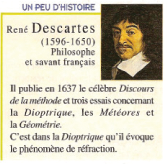 UN PEU D'HISTOIRE
René Descartes
(1596-1650)
Philosophe
et savant français
Il publie en 1637 le célèbre Discours
de la méthode et trois essais concernant
la Dioptrique, les Météores et
la Géométrie.
C'est dans la Dioptrique qu'il évoque
le phénomène de réfraction.